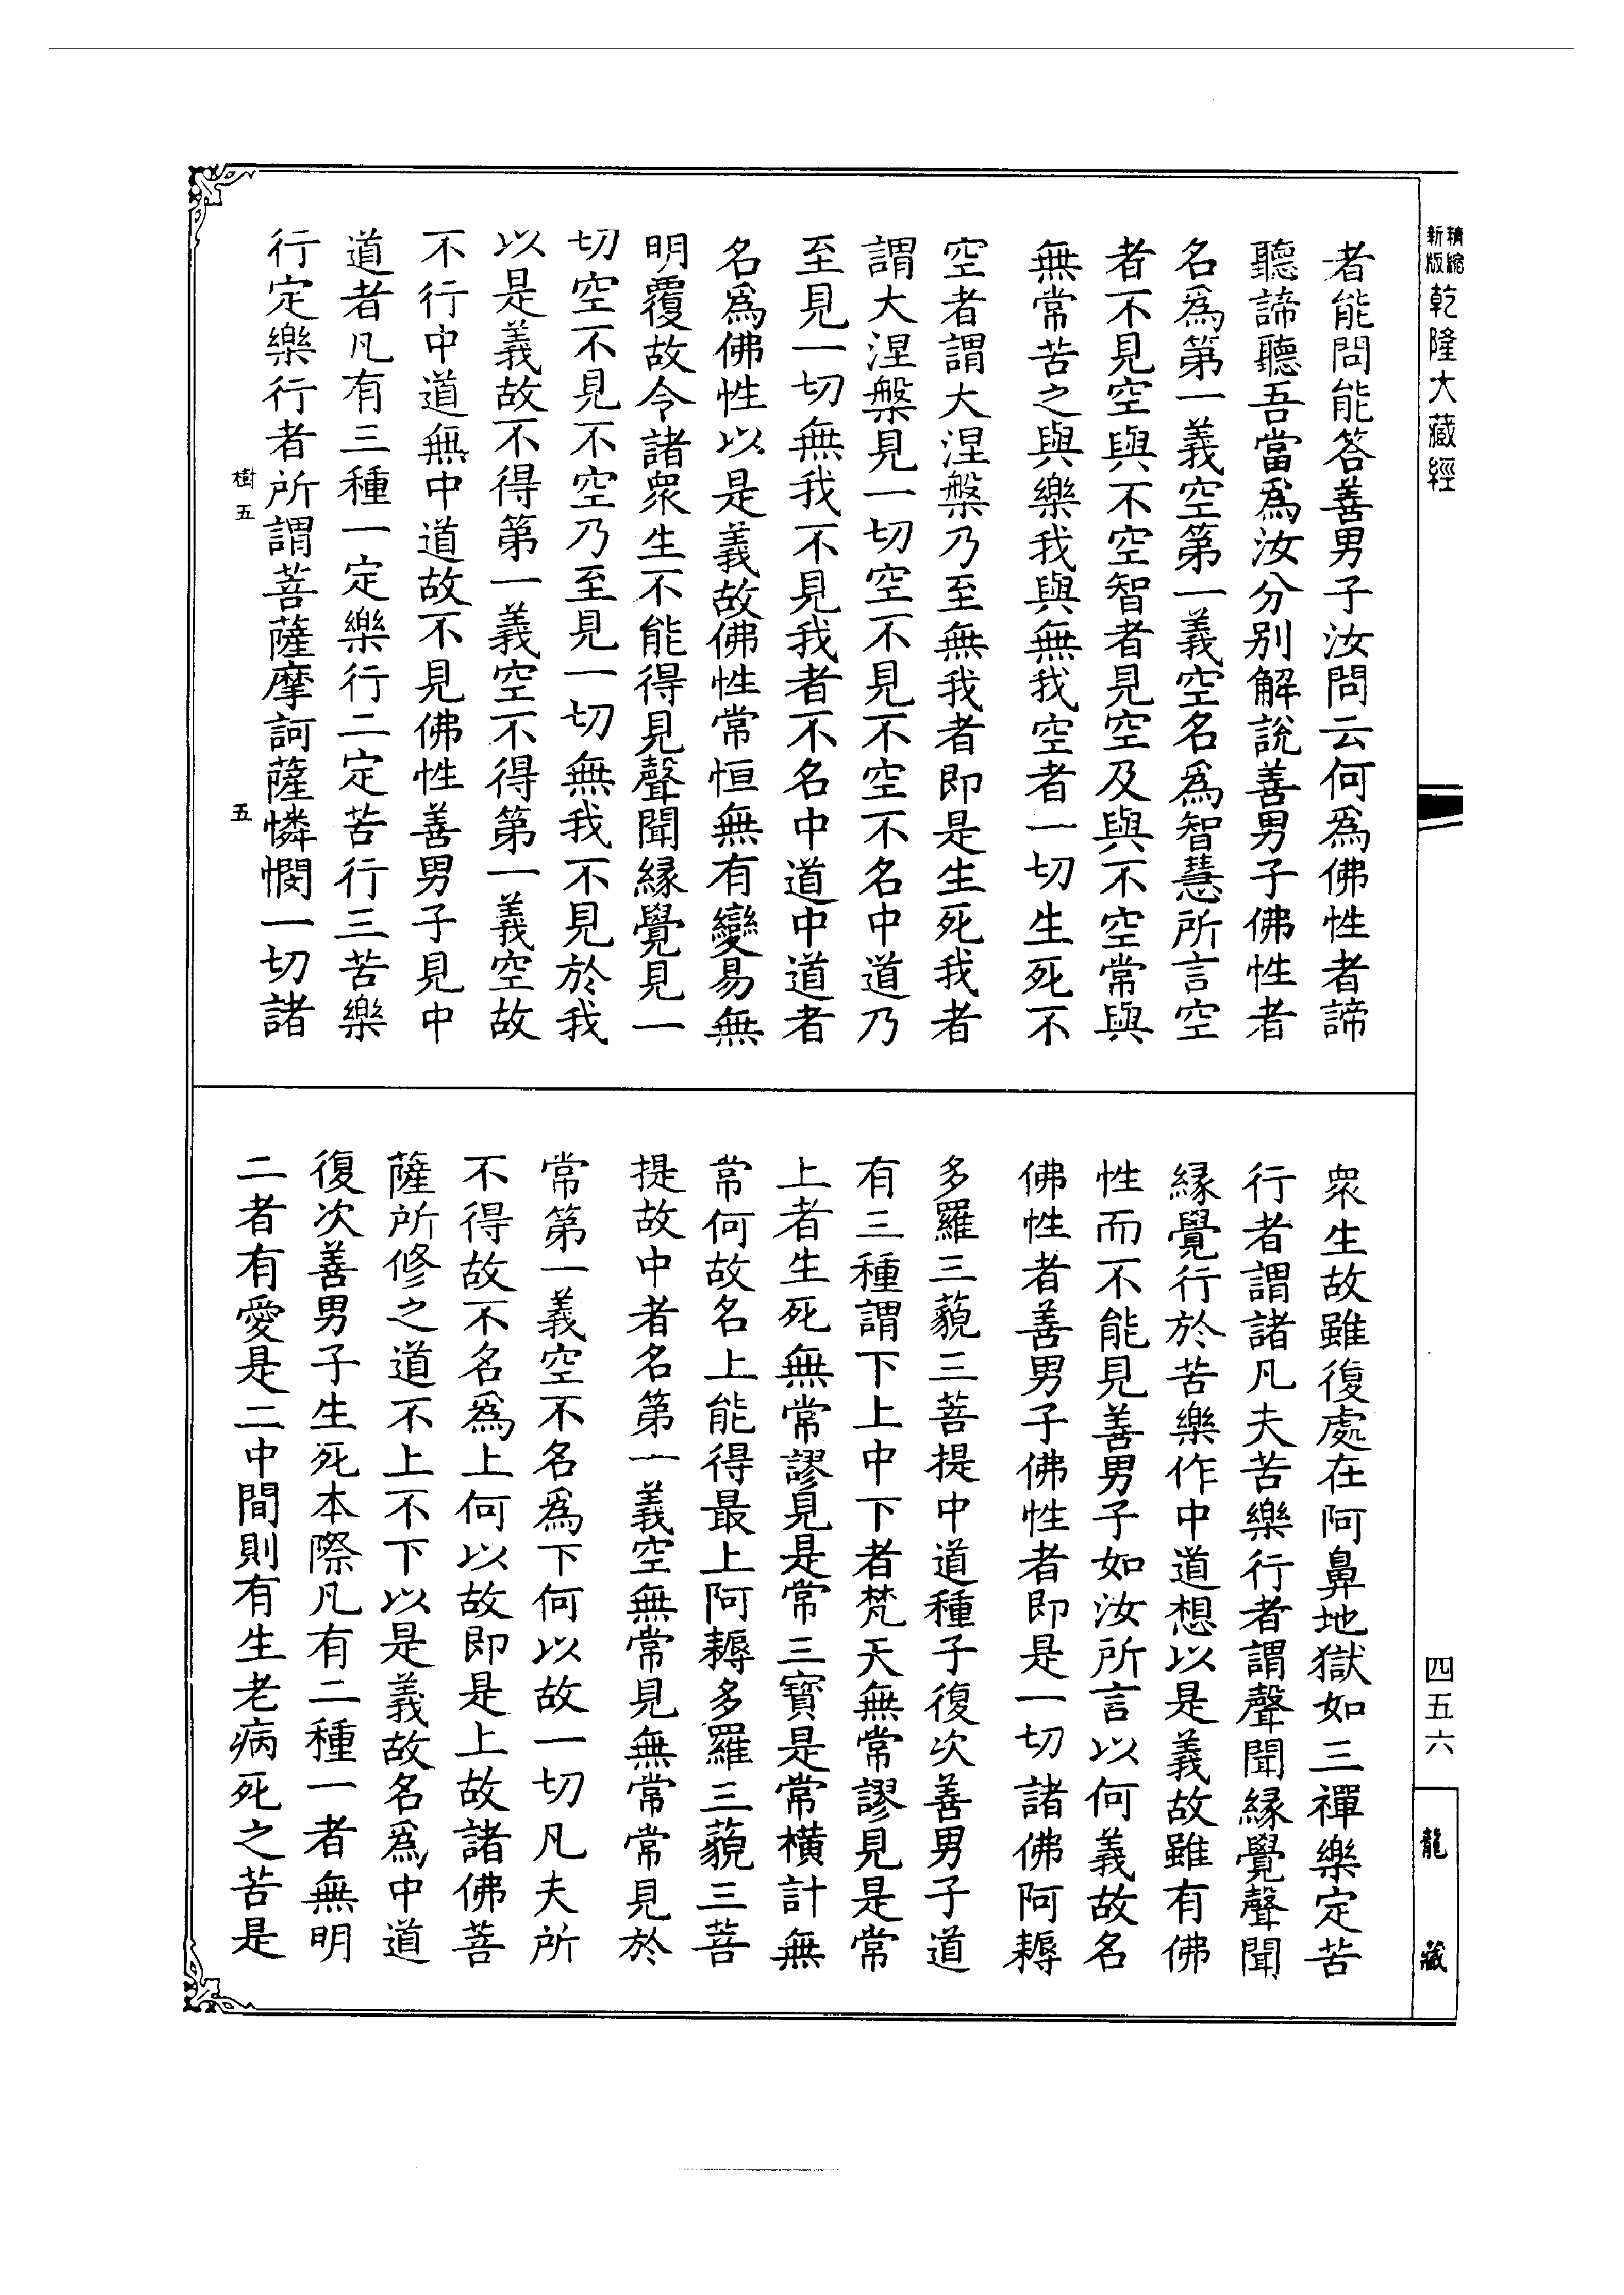 精縮
新版
乾隆大藏經
者能問能答善男子汝問云何為佛性者諦
聽諦聽吾當為汝分別解說善男子佛性者
名為第一義空第一義空名為智慧所言空
者不見空與不空智者見空及與不空常與
無常苦之與樂我與無我空者一切生死不
空者謂大涅槃乃至無我者即是生死我者
謂大涅槃見一切空不見不空不名中道乃
至見一切無我不見我者不名中道中道者
名為佛性以是義故佛性常恒無有變易無
明覆故令諸眾生不能得見聲聞緣覺見一
切空不見不空乃至見一切無我不見於我
以是義故不得第一義空不得第一義空故
不行中道無中道故不見佛性善男子見中
道者凡有三種一定樂行二定苦行三苦樂
行定樂行者所謂菩薩摩訶薩憐憫一切諸
樹五
五
眾生故雖復處在阿鼻地獄如三禪樂定苦
行者謂諸凡夫苦樂行者謂聲聞緣覺聲聞
緣覺行於苦樂作中道想以是義故雖有佛
性而不能見善男子如汝所言以何義故名
佛性者善男子佛性者即是一切諸佛阿耨
多羅三藐三菩提中道種子復次善男子道
有三種謂下上中下者梵天無常謬見是常
上者生死無常謬見是常三寶是常橫計無
常何故名上能得最上阿耨多羅三藐三菩
提故中者名第一義空無常見無常常見於
常第一義空不名為下何以故一切凡夫所
不得故不名為上何以故即是上故諸佛菩
薩所修之道不上不下以是義故名為中道
復次善男子生死本際凡有二種一者無明
二者有愛是二中間則有生老病死之苦是
四五六
龍藏